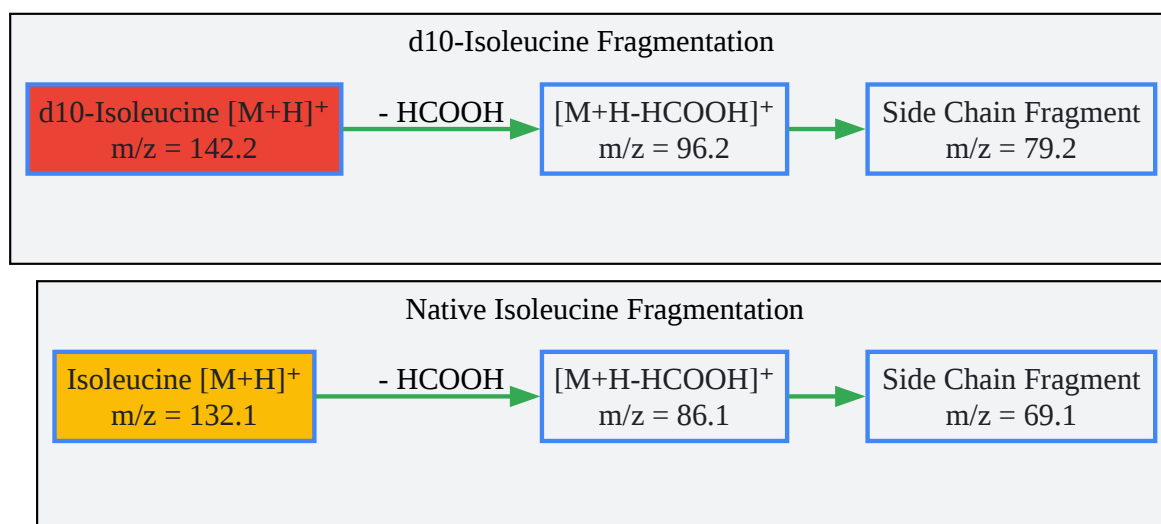 d10-Isoleucine Fragmentation
d10-Isoleucine [M+H]⁺
m/z = 142.2
- HCOOH
[M+H-HCOOH]⁺
m/z = 96.2
Side Chain Fragment
m/z = 79.2
Native Isoleucine Fragmentation
Isoleucine [M+H]⁺
m/z = 132.1
- HCOOH
[M+H-HCOOH]⁺
m/z = 86.1
Side Chain Fragment
m/z = 69.1